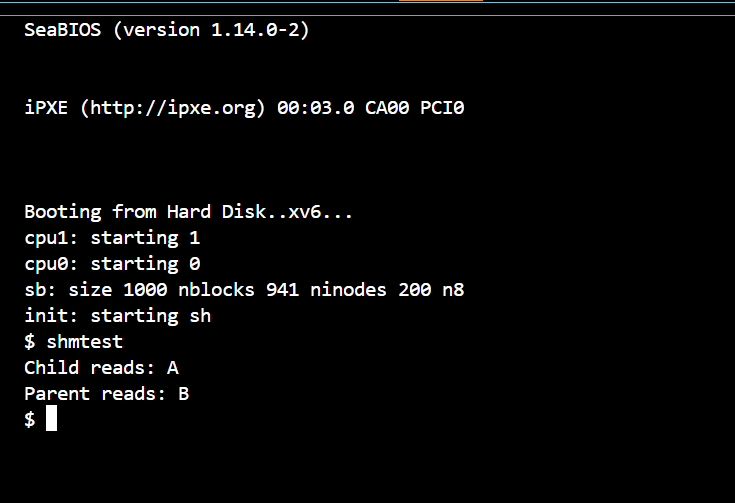 SeaBIOS (version 1.14.0-2)
iPXE (http://ipxe.org) 00:03.0 CA00 PCI0
Booting from Hard Disk..xv6...
cpu1: starting 1
cpu0: starting 0
sb: size 1000 nblocks 941 ninodes 200 n8
init: starting sh
$ shmtest
Child reads: A
Parent reads: B
$